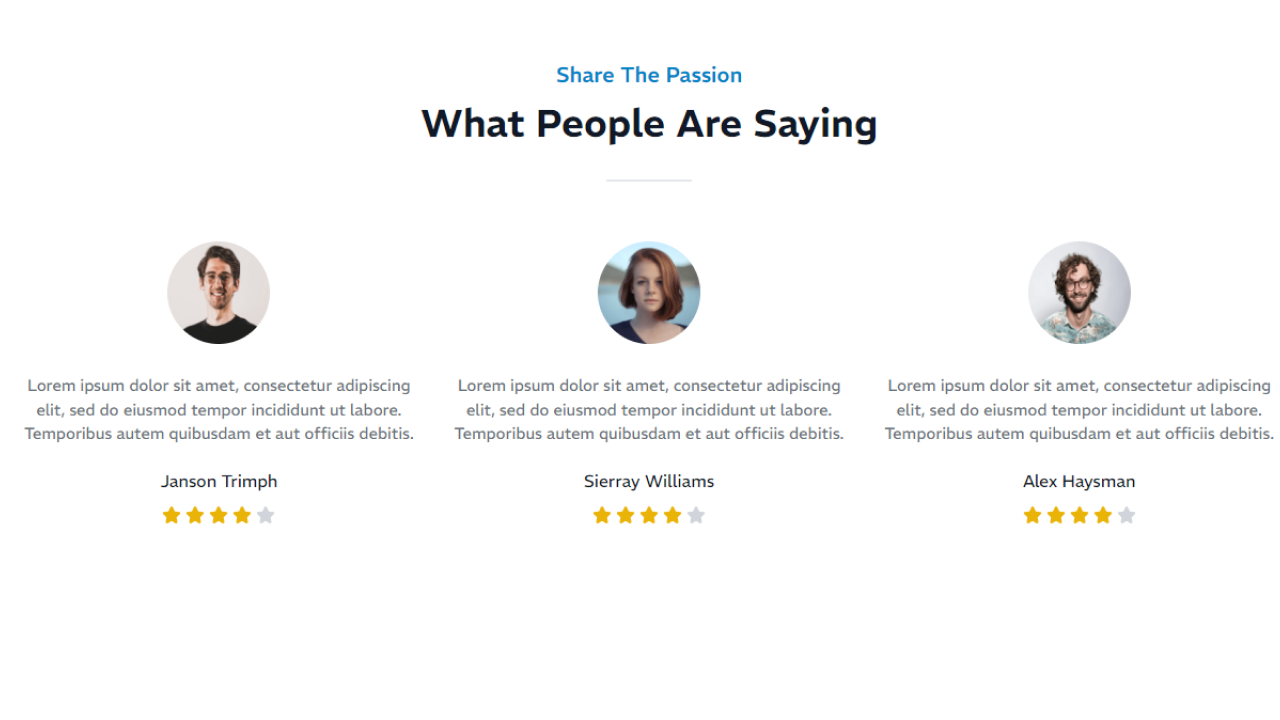 Share The Passion
What People Are Saying
Lorem ipsum dolor sit amet, consectetur adipiscing
elit, sed do eiusmod tempor incididunt ut labore.
Temporibus autem quibusdam et aut officiis debitis.
Janson Trimph
Lorem ipsum dolor sit amet, consectetur adipiscing
elit, sed do eiusmod tempor incididunt ut labore.
Temporibus autem quibusdam et aut officiis debitis.
Sierray Williams
Lorem ipsum dolor sit amet, consectetur adipiscing
elit, sed do eiusmod tempor incididunt ut labore.
Temporibus autem quibusdam et aut officiis debitis.
Alex Haysman